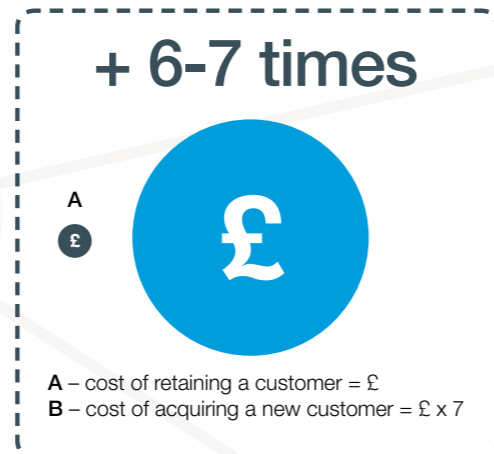 + 6-7 times
A
£
£
A – cost of retaining a customer = £
B – cost of acquiring a new customer = £ x 7